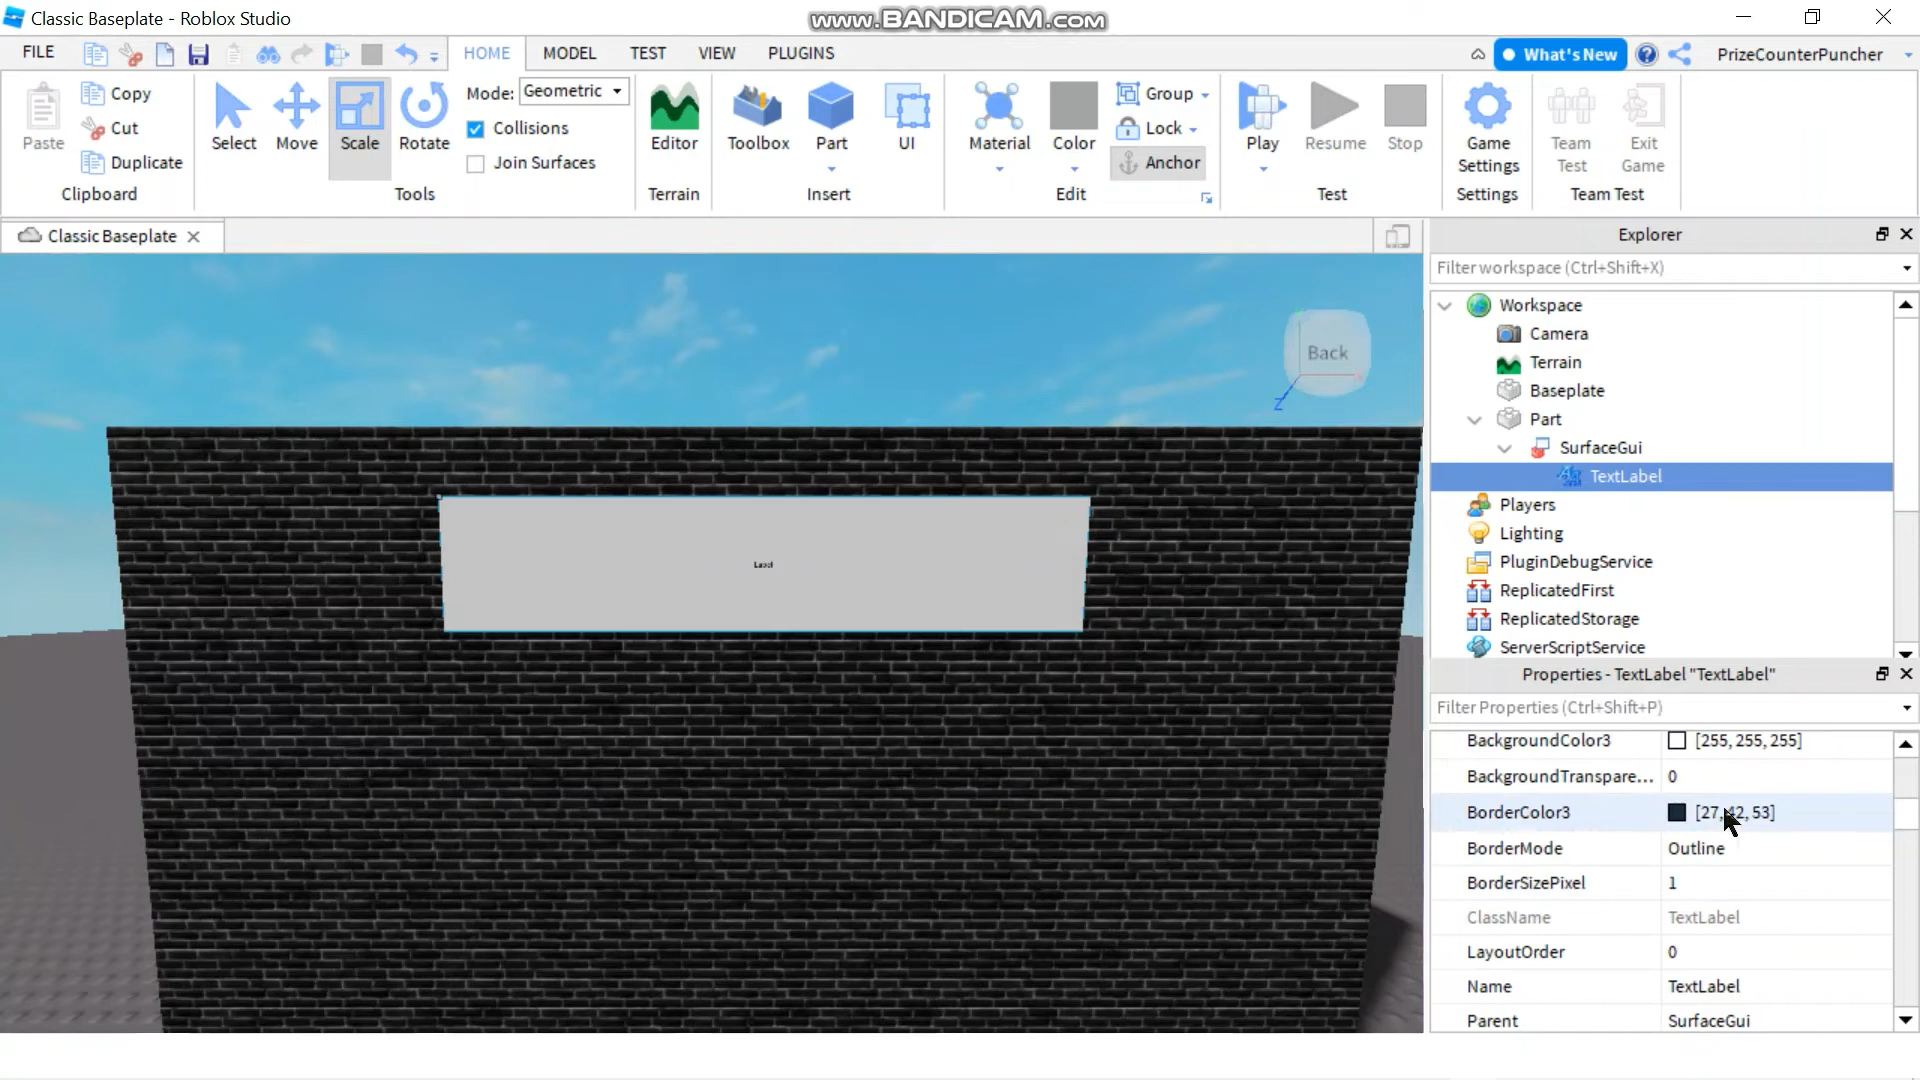 Classic Baseplate - Roblox Studio
www.BANDICAM.com
FILE
HOME
MODEL
TEST
VIEW
PLUGINS
What's New
PrizeCounterPuncher
Paste
Copy
Cut
Duplicate
Clipboard
Select
Move
Scale
Rotate
Mode: Geometric
Collisions
Join Surfaces
Tools
Editor
Terrain
Toolbox
Part
UI
Insert
Material
Color
Group
Lock
Anchor
Edit
Play
Resume
Stop
Test
Game
Settings
Settings
Team
Test
Exit
Game
Team Test
Classic Baseplate
Back
Z
Label
Explorer
Filter workspace (Ctrl+Shift+X)
Workspace
Camera
Terrain
Baseplate
Part
SurfaceGui
TextLabel
Players
Lighting
PluginDebugService
ReplicatedFirst
ReplicatedStorage
ServerScriptService
Properties - TextLabel "TextLabel"
Filter Properties (Ctrl+Shift+P)
BackgroundColor3 [255, 255, 255]
BackgroundTranspare... 0
BorderColor3 [27, 42, 53]
BorderMode Outline
BorderSizePixel 1
ClassName TextLabel
LayoutOrder 0
Name TextLabel
Parent SurfaceGui